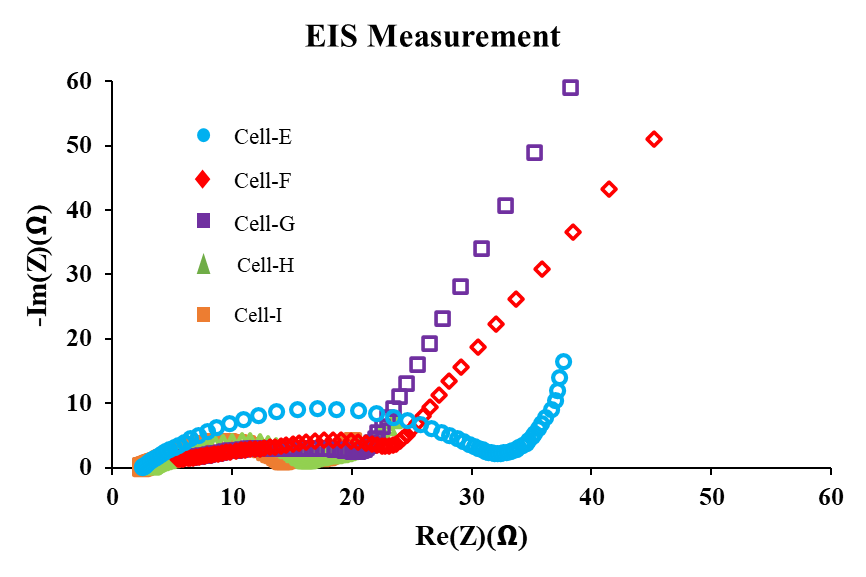 EIS Measurement
60
50
40
30
20
10
0
-Im(Z)(Ω)
Cell-E
Cell-F
Cell-G
Cell-H
Cell-I
0 10 20 30 40 50 60
Re(Z)(Ω)